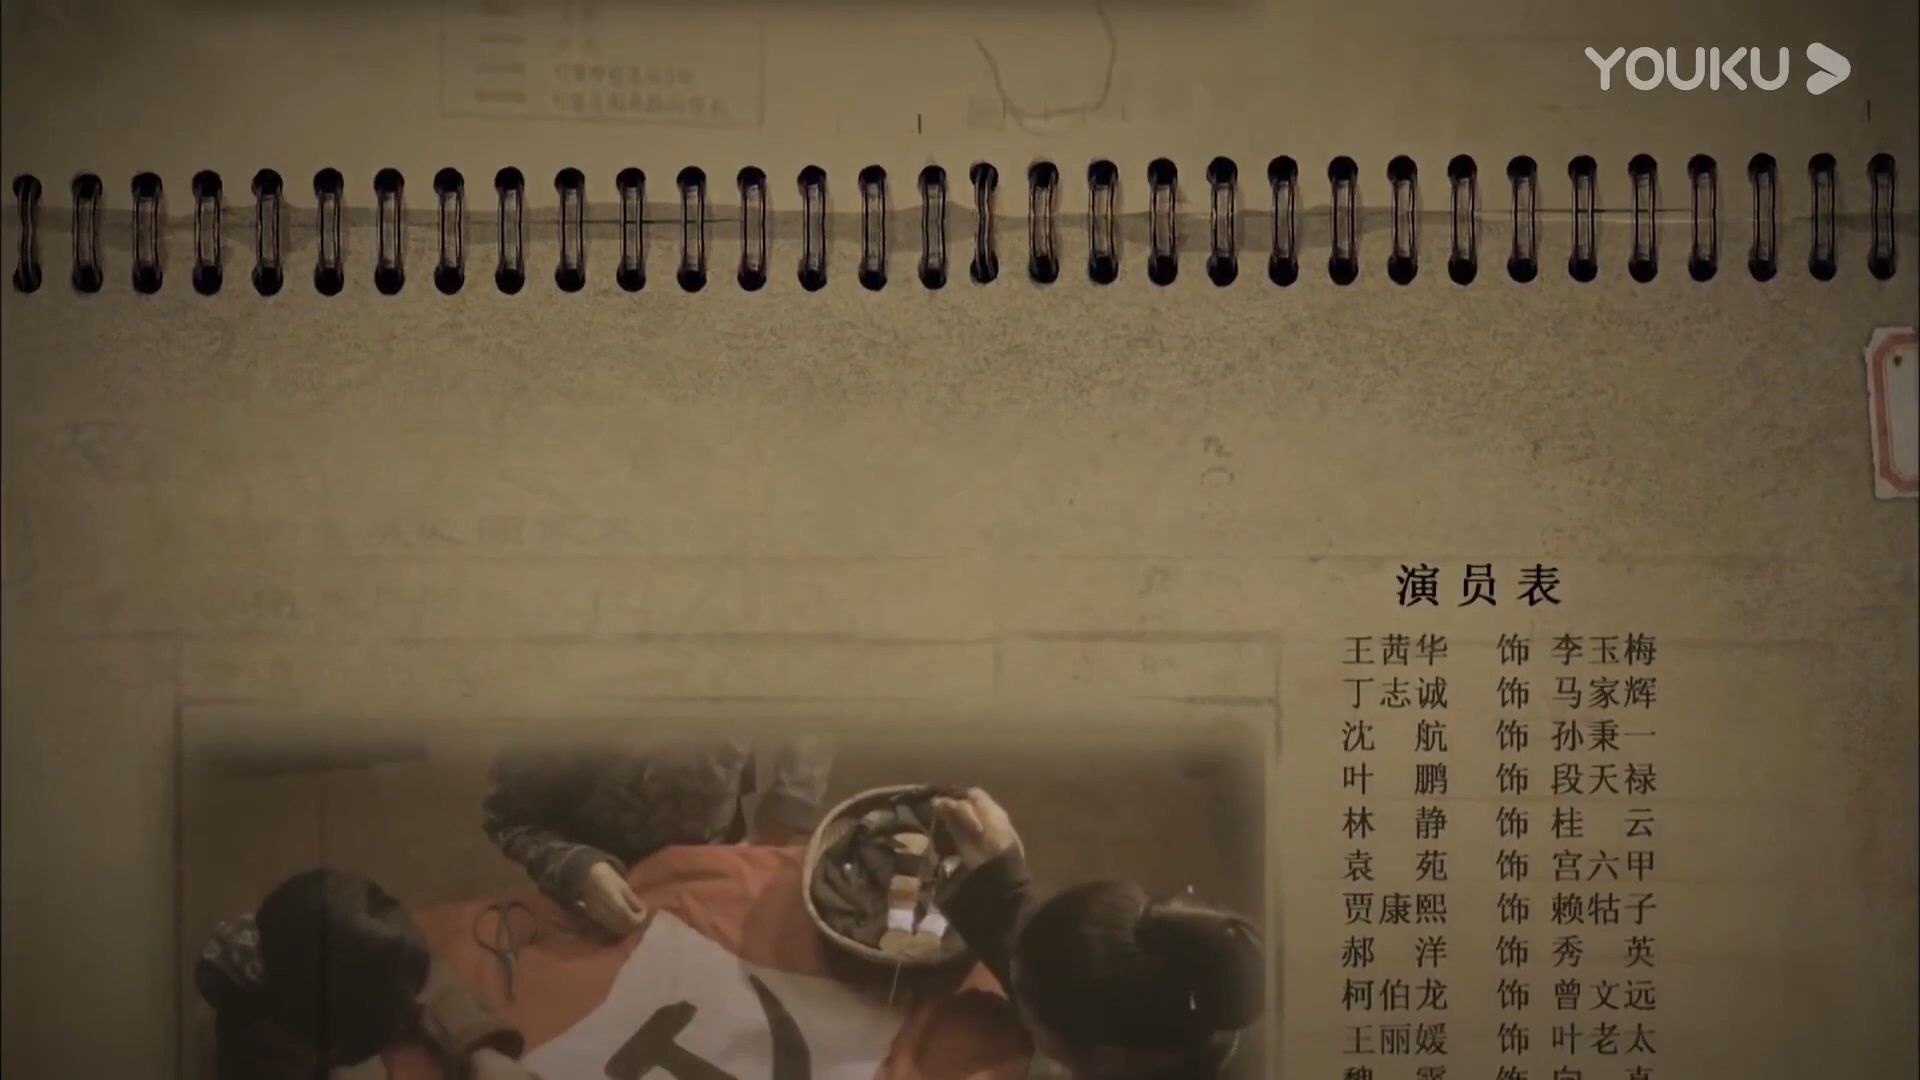 YOUKU
演员表
王茜华 饰 李玉梅
丁志诚 饰 马家辉
沈航 饰 孙秉一
叶鹏 饰 段天禄
林静 饰 桂云
袁苑 饰 宫六甲
贾康熙 饰 赖牯子
郝洋 饰 秀英
柯伯龙 饰 曾文远
王丽媛 饰 叶老太